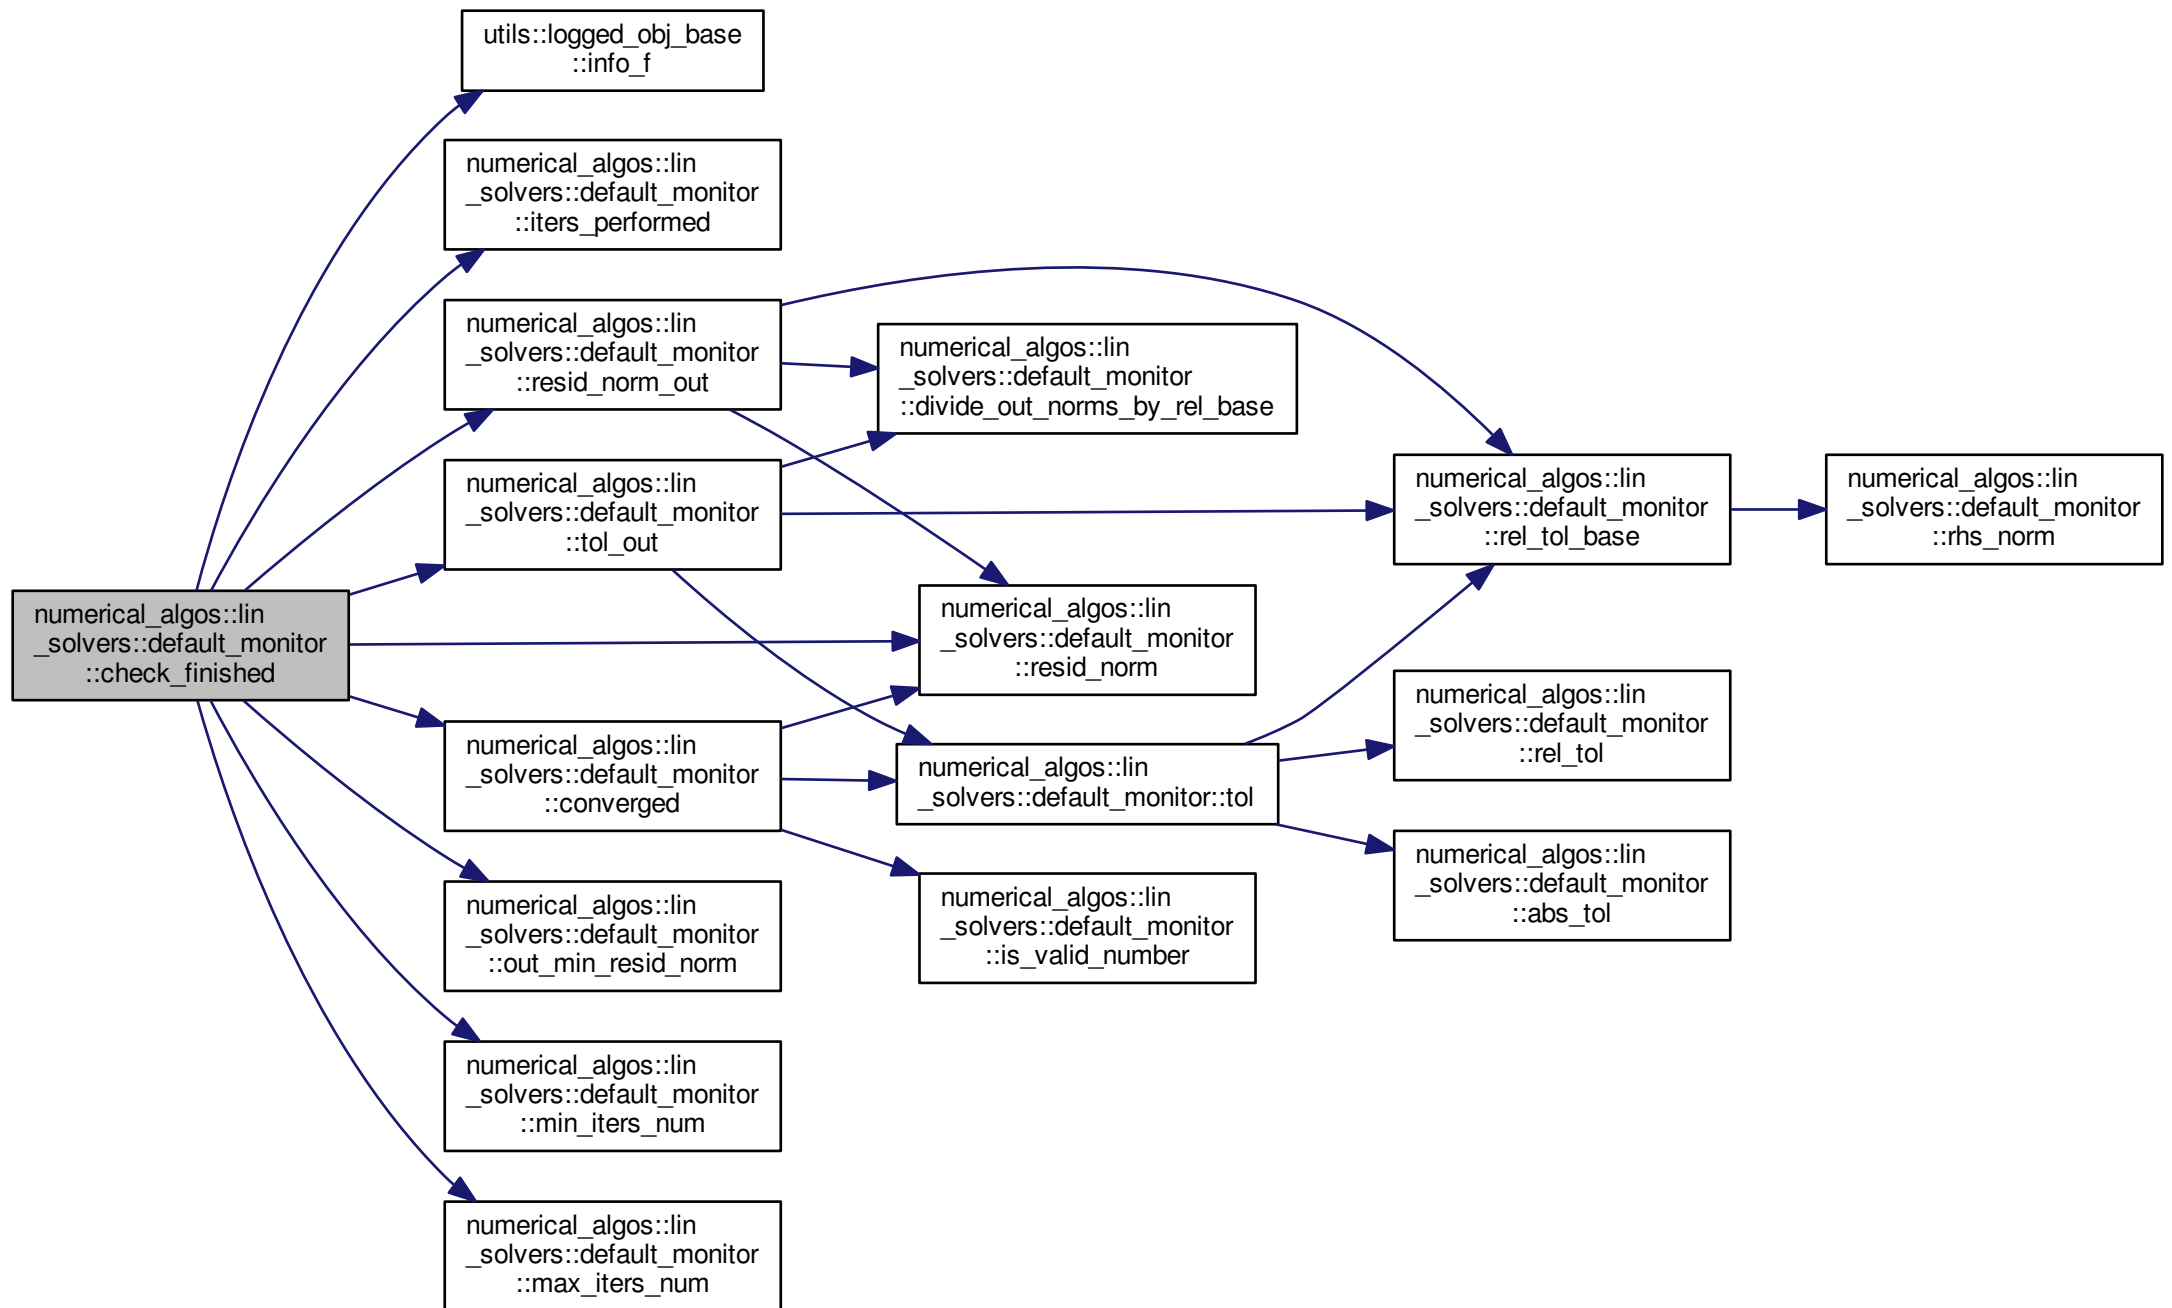 utils::logged_obj_base
::info_f
numerical_algos::lin
_solvers::default_monitor
::iters_performed
numerical_algos::lin
_solvers::default_monitor
::resid_norm_out
numerical_algos::lin
_solvers::default_monitor
::divide_out_norms_by_rel_base
numerical_algos::lin
_solvers::default_monitor
::tol_out
numerical_algos::lin
_solvers::default_monitor
::rel_tol_base
numerical_algos::lin
_solvers::default_monitor
::rhs_norm
numerical_algos::lin
_solvers::default_monitor
::check_finished
numerical_algos::lin
_solvers::default_monitor
::resid_norm
numerical_algos::lin
_solvers::default_monitor
::rel_tol
numerical_algos::lin
_solvers::default_monitor
::converged
numerical_algos::lin
_solvers::default_monitor::tol
numerical_algos::lin
_solvers::default_monitor
::abs_tol
numerical_algos::lin
_solvers::default_monitor
::out_min_resid_norm
numerical_algos::lin
_solvers::default_monitor
::is_valid_number
numerical_algos::lin
_solvers::default_monitor
::min_iters_num
numerical_algos::lin
_solvers::default_monitor
::max_iters_num